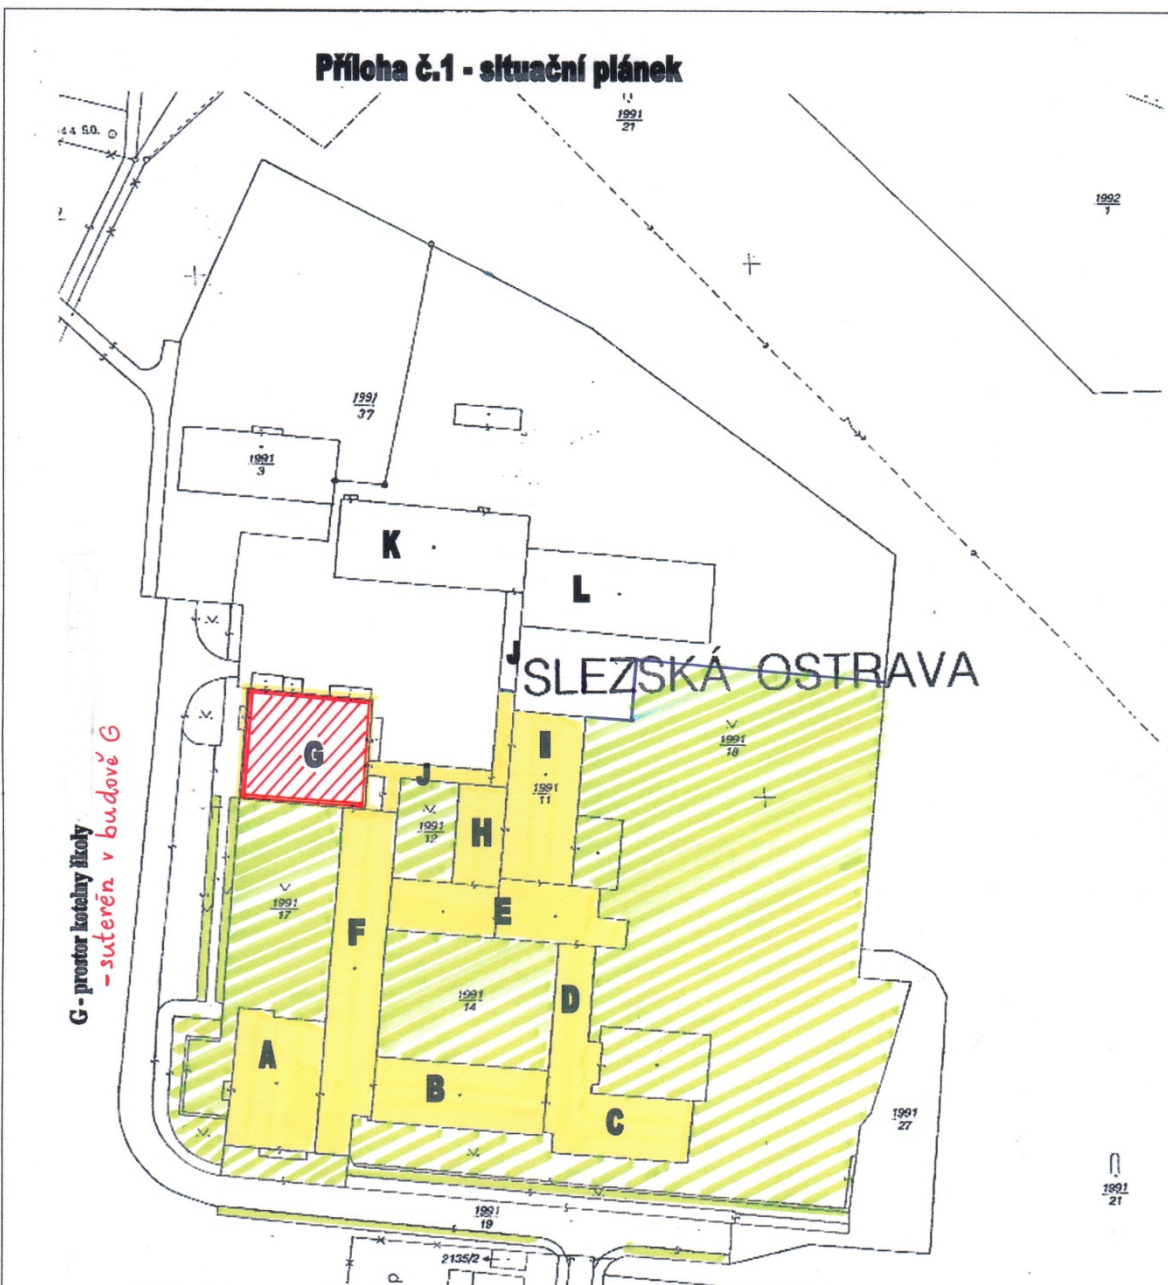 Příloha č.1 - situační plánek
1991
21
1992
1
1991
37
1991
3
K
L
J
SLEZSKÁ OSTRAVA
G
I
1991
18
J
1991
11
1991
12
H
1991
17
F
E
1991
14
D
A
B
C
1991
27
1991
21
1991
19
2135/2
G - prostor kotelny školy
- suterén v budově G